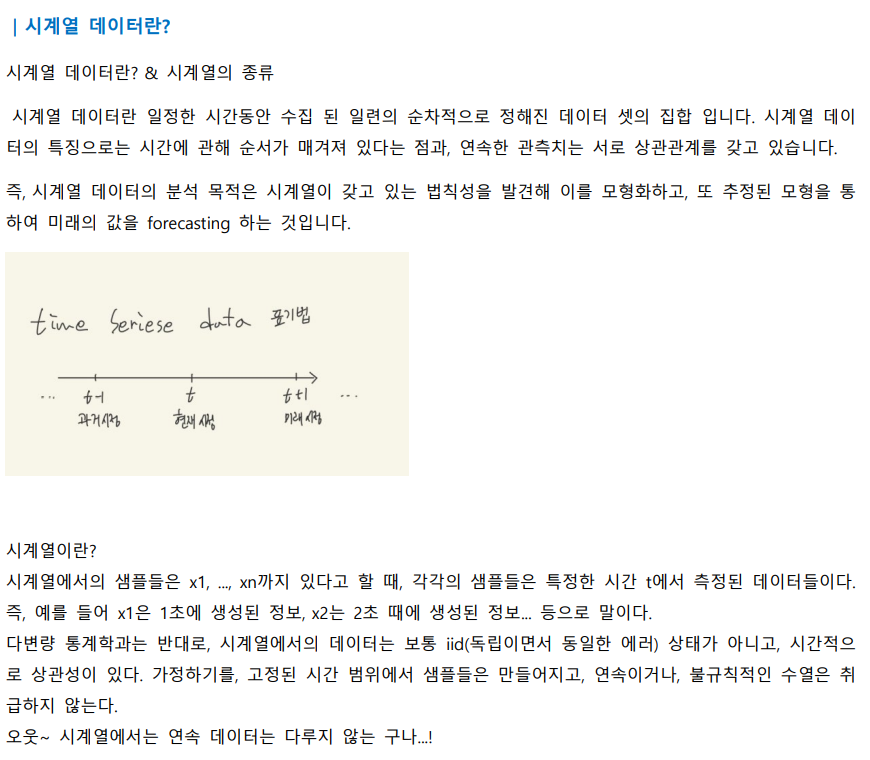 | 시계열 데이터란?
시계열 데이터란? & 시계열의 종류
시계열 데이터란 일정한 시간동안 수집 된 일련의 순차적으로 정해진 데이터 셋의 집합 입니다. 시계열 데이
터의 특징으로는 시간에 관해 순서가 매겨져 있다는 점과, 연속한 관측치는 서로 상관관계를 갖고 있습니다.
즉, 시계열 데이터의 분석 목적은 시계열이 갖고 있는 법칙성을 발견해 이를 모형화하고, 또 추정된 모형을 통
하여 미래의 값을 forecasting 하는 것입니다.
time seriese data 표기법
... t-1 t t+1 ...
과거시점 현재시점 미래시점
시계열이란?
시계열에서의 샘플들은 x1, ..., xn까지 있다고 할 때, 각각의 샘플들은 특정한 시간 t에서 측정된 데이터들이다.
즉, 예를 들어 x1은 1초에 생성된 정보, x2는 2초 때에 생성된 정보... 등으로 말이다.
다변량 통계학과는 반대로, 시계열에서의 데이터는 보통 iid(독립이면서 동일한 에러) 상태가 아니고, 시간적으
로 상관성이 있다. 가정하기를, 고정된 시간 범위에서 샘플들은 만들어지고, 연속이거나, 불규칙적인 수열은 취
급하지 않는다.
오웃~ 시계열에서는 연속 데이터는 다루지 않는 구나...!